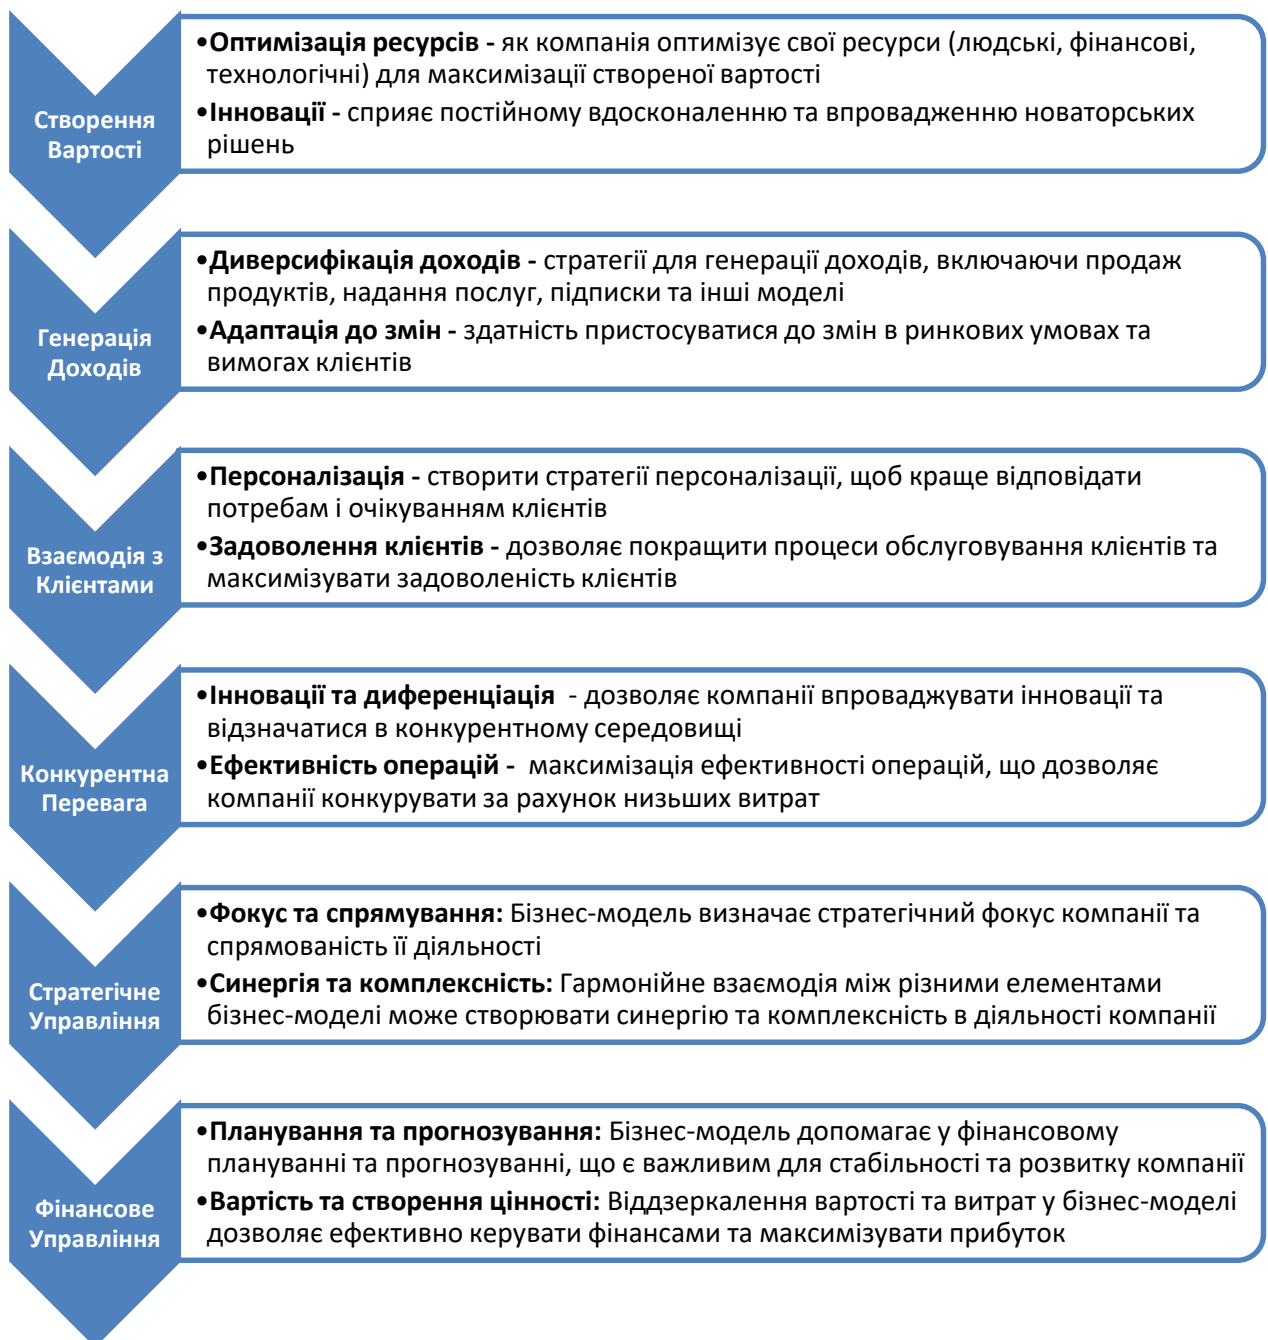 Створення
Вартості
•Оптимізація ресурсів - як компанія оптимізує свої ресурси (людські, фінансові,
технологічні) для максимізації створеної вартості
•Інновації - сприяє постійному вдосконаленню та впровадженню новаторських
рішень
Генерація
Доходів
•Диверсифікація доходів - стратегії для генерації доходів, включаючи продаж
продуктів, надання послуг, підписки та інші моделі
•Адаптація до змін - здатність пристосуватися до змін в ринкових умовах та
вимогах клієнтів
Взаємодія з
Клієнтами
•Персоналізація - створити стратегії персоналізації, щоб краще відповідати
потребам і очікуванням клієнтів
•Задоволення клієнтів - дозволяє покращити процеси обслуговування клієнтів та
максимізувати задоволеність клієнтів
Конкурентна
Перевага
•Інновації та диференціація - дозволяє компанії впроваджувати інновації та
відзначатися в конкурентному середовищі
•Ефективність операцій - максимізація ефективності операцій, що дозволяє
компанії конкурувати за рахунок низьших витрат
Стратегічне
Управління
•Фокус та спрямування: Бізнес-модель визначає стратегічний фокус компанії та
спрямованість її діяльності
•Синергія та комплексність: Гармонійне взаємодія між різними елементами
бізнес-моделі може створювати синергію та комплексність в діяльності компанії
Фінансове
Управління
•Планування та прогнозування: Бізнес-модель допомагає у фінансовому
плануванні та прогнозуванні, що є важливим для стабільності та розвитку компанії
•Вартість та створення цінності: Віддзеркалення вартості та витрат у бізнес-моделі
дозволяє ефективно керувати фінансами та максимізувати прибуток